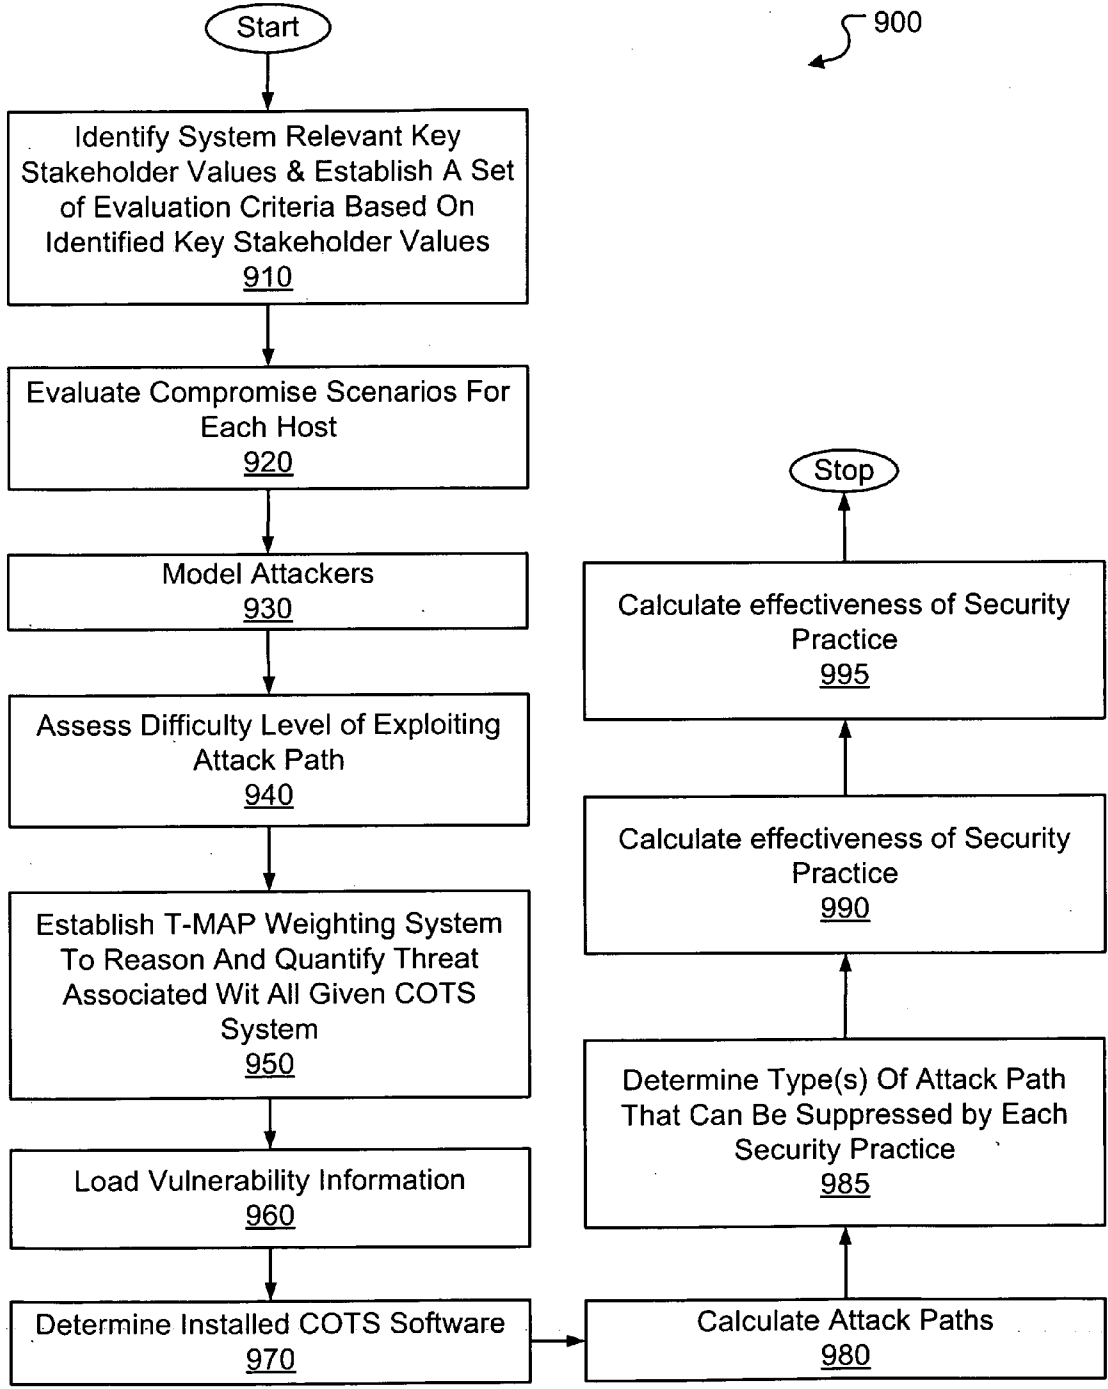 Start
900
Identify System Relevant Key
Stakeholder Values & Establish A Set
of Evaluation Criteria Based On
Identified Key Stakeholder Values
910
Evaluate Compromise Scenarios For
Each Host
920
Model Attackers
930
Assess Difficulty Level of Exploiting
Attack Path
940
Establish T-MAP Weighting System
To Reason And Quantify Threat
Associated Wit All Given COTS
System
950
Load Vulnerability Information
960
Determine Installed COTS Software
970
Calculate Attack Paths
980
Determine Type(s) Of Attack Path
That Can Be Suppressed by Each
Security Practice
985
Calculate effectiveness of Security
Practice
990
Calculate effectiveness of Security
Practice
995
Stop